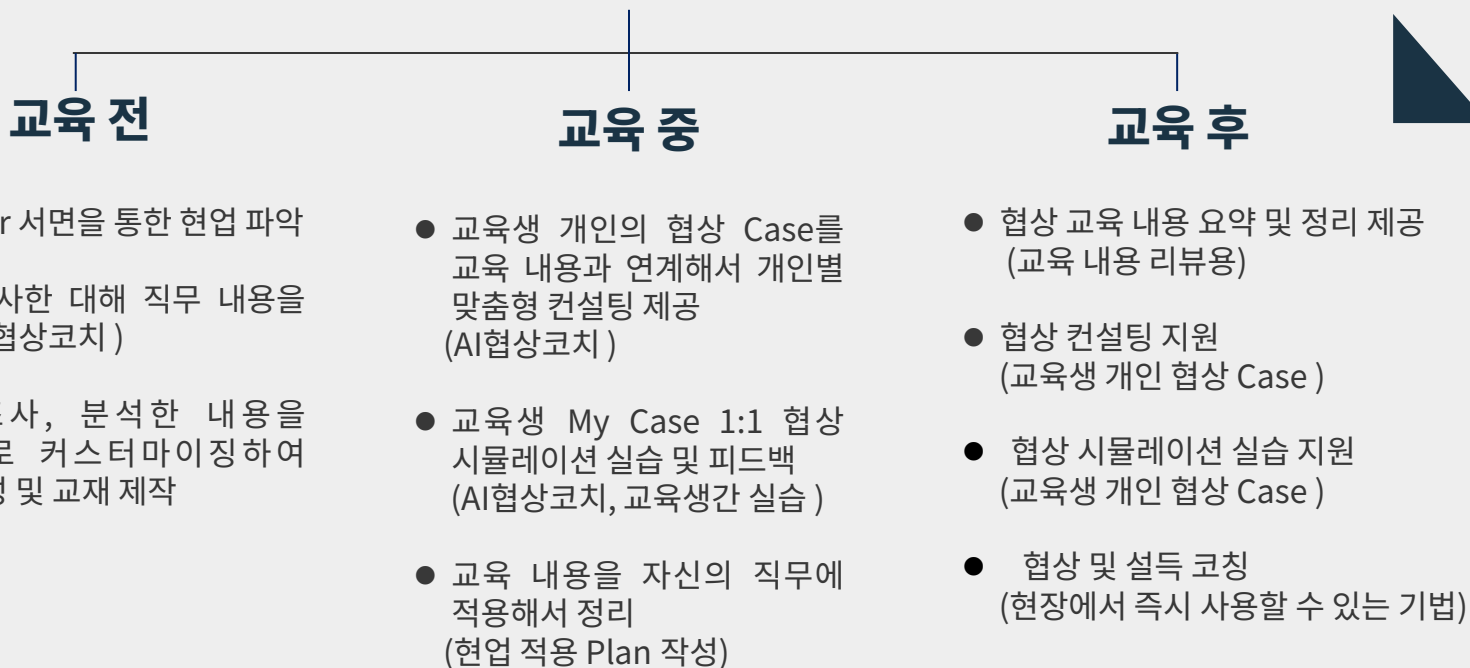 교육 전
r 서면을 통한 현업 파악
사한 대해 직무 내용을
협상코치 )
사, 분석한 내용을
로 커스터마이징하여
및 교재 제작
교육 중
● 교육생 개인의 협상 Case를
교육 내용과 연계해서 개인별
맞춤형 컨설팅 제공
(AI협상코치 )
● 교육생 My Case 1:1 협상
시뮬레이션 실습 및 피드백
(AI협상코치, 교육생간 실습 )
● 교육 내용을 자신의 직무에
적용해서 정리
(현업 적용 Plan 작성)
교육 후
● 협상 교육 내용 요약 및 정리 제공
(교육 내용 리뷰용)
● 협상 컨설팅 지원
(교육생 개인 협상 Case )
● 협상 시뮬레이션 실습 지원
(교육생 개인 협상 Case )
● 협상 및 설득 코칭
(현장에서 즉시 사용할 수 있는 기법)